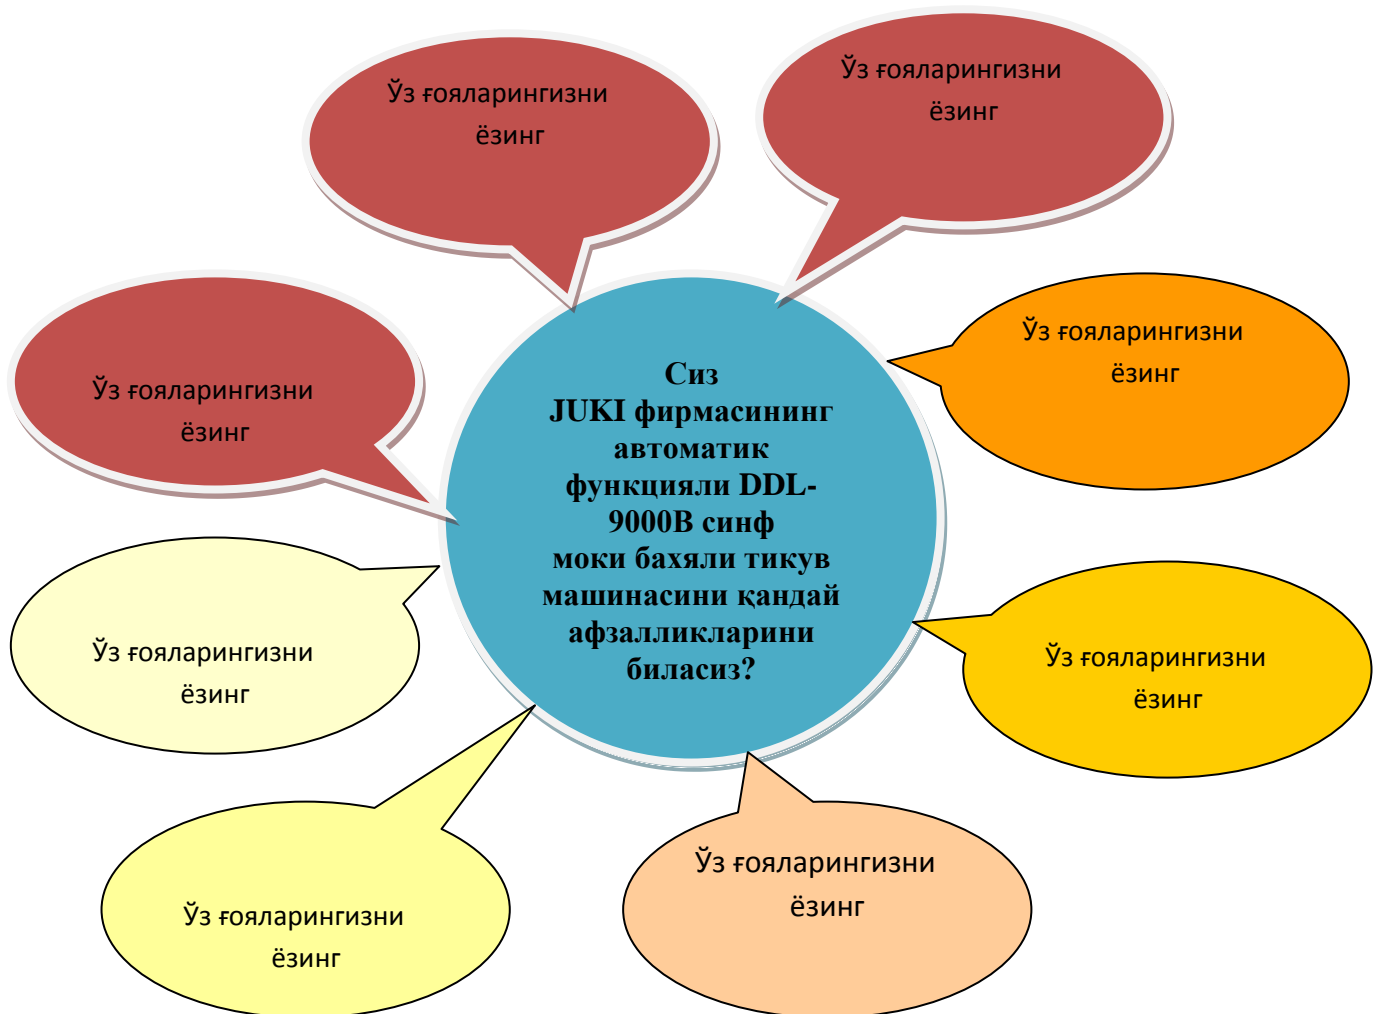 Ўз ғояларингизни
ёзинг
Ўз ғояларингизни
ёзинг
Ўз ғояларингизни
ёзинг
Ўз ғояларингизни
ёзинг
Сиз
JUKI фирмасининг
автоматик
функцияли DDL-
9000B синф
моки бахяли тикув
машинасини қандай
афзалликларини
биласиз?
Ўз ғояларингизни
ёзинг
Ўз ғояларингизни
ёзинг
Ўз ғояларингизни
ёзинг
Ўз ғояларингизни
ёзинг